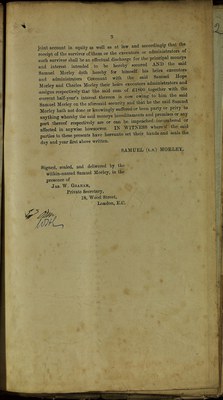 3
joint account in equity as well as at law and accordingly that the
receipt of the survivor of them or the executors or administrators of
such survivor shall be an effectual discharge for the principal moneys
and interest intended to be hereby secured AND the said
Samuel Morley doth hereby for himself his heirs executors
and administrators Covenant with the said Samuel Hope
Morley and Charles Morley their heirs executors administrators and
assigns respectively that the said sum of together with the
current half-year's interest thereon is now owing to him the said
Samuel Morley on the aforesaid security and that he the said Samuel
Morley hath not done or knowingly suffered or been party or privy to
anything whereby the said moneys hereditaments and premises or any
part thereof respectively are or can be impeached incumbered or
affected in anywise howsoever IN WITNESS whereof the said
parties to these presents have hereunto set their hands and seals the
day and year first above written.
SAMUEL (L.S.) MORLEY.
Signed, sealed, and delivered by the
within-named Samuel Morley, in the
presence of
W. Graham,
Private Secretary,
18, Wood Street,
London, E.C.